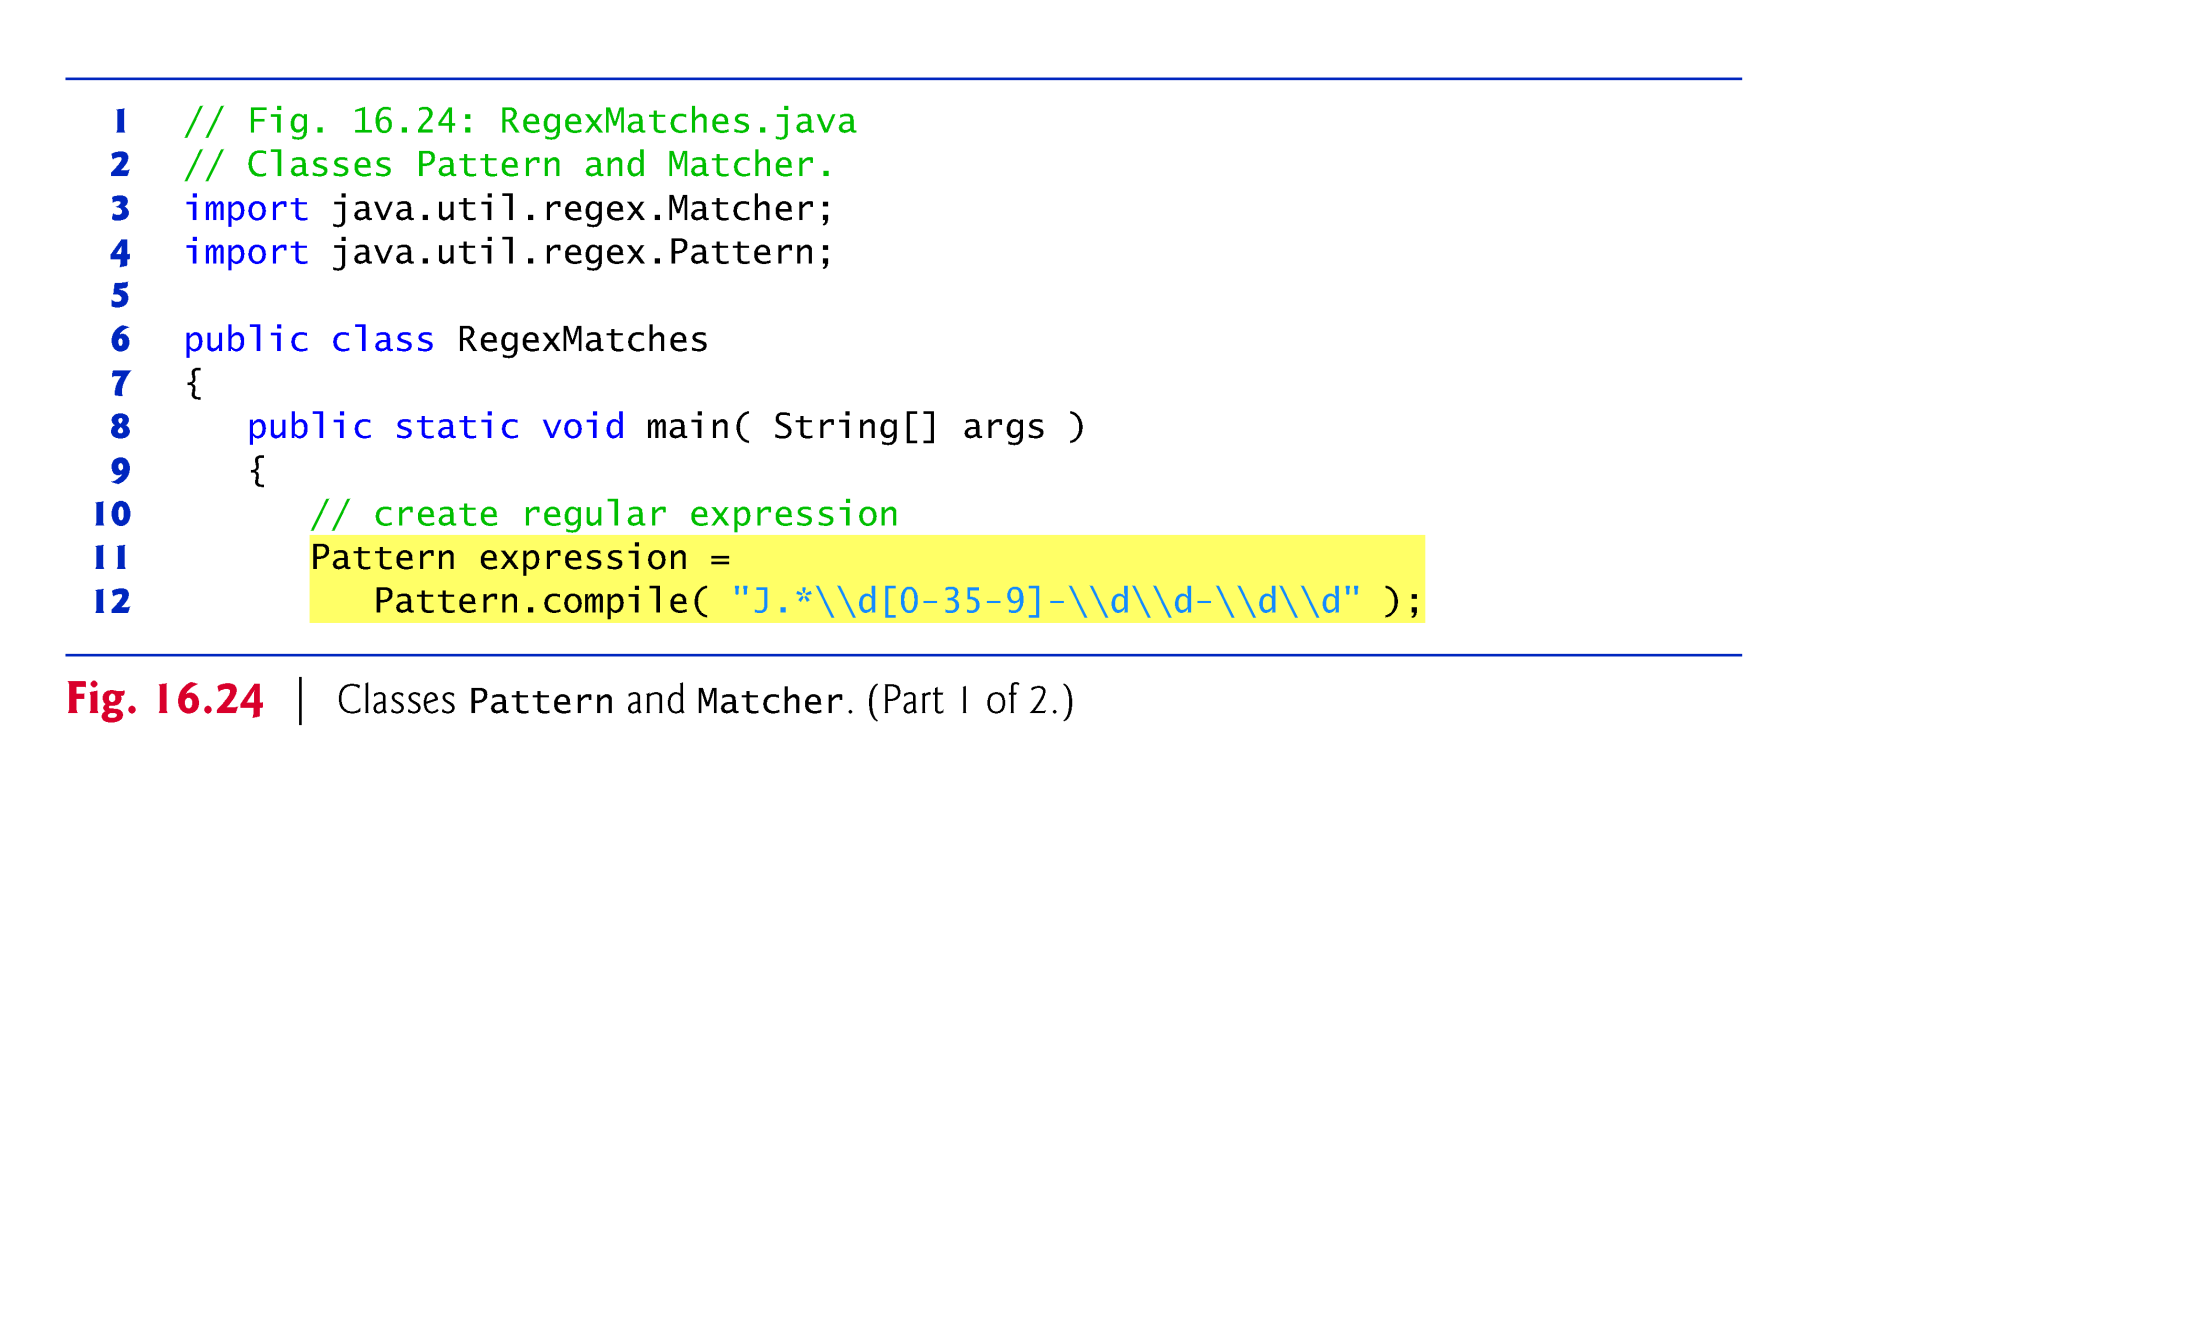 1 // Fig. 16.24: RegexMatches.java
2 // Classes Pattern and Matcher.
3 import java.util.regex.Matcher;
4 import java.util.regex.Pattern;
5
6 public class RegexMatches
7 {
8 public static void main( String[] args )
9 {
10 // create regular expression
11 Pattern expression =
12 Pattern.compile( "J.*\\d[0-35-9]-\\d\\d-\\d\\d" );
Fig. 16.24 | Classes Pattern and Matcher. (Part 1 of 2.)